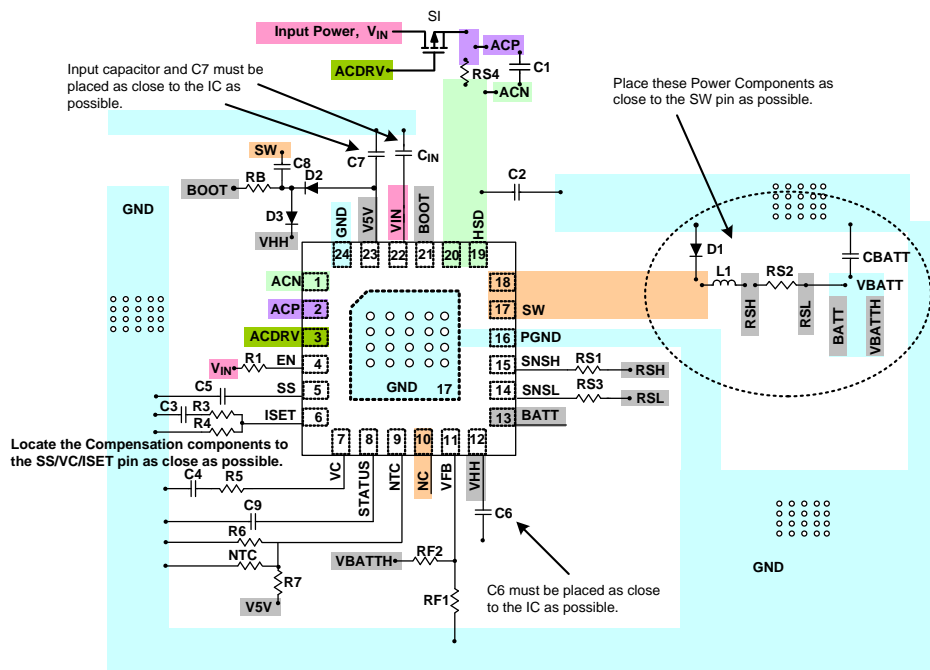 SI
Input Power, VIN
ACP
ACDRV
C1
RS4
ACN
Input capacitor and C7 must be
placed as close to the IC as
possible.
Place these Power Components as
close to the SW pin as possible.
SW
C8
C7
CIN
BOOT
RB
D2
C2
GND
D3
VHH
GND
V5V
VIN
BOOT
HSD
24
23
22
21
20
19
D1
CBATT
L1
RS2
VBATT
RSH
RSL
BATT
VBATTH
ACN
1
18
ACP
2
17
SW
ACDRV
3
16
PGND
VIN
R1
EN
4
15
SNSH
RS1
RSH
C5
SS
5
GND
17
14
SNSL
RS3
RSL
C3
R3
R4
ISET
6
13
BATT
Locate the Compensation components to
the SS/VC/ISET pin as close as possible.
7
8
9
10
11
12
VC
STATUS
NTC
NC
VFB
VHH
C4
R5
C9
C6
R6
NTC
R7
VBATTH
RF2
V5V
RF1
GND
C6 must be placed as close
to the IC as possible.